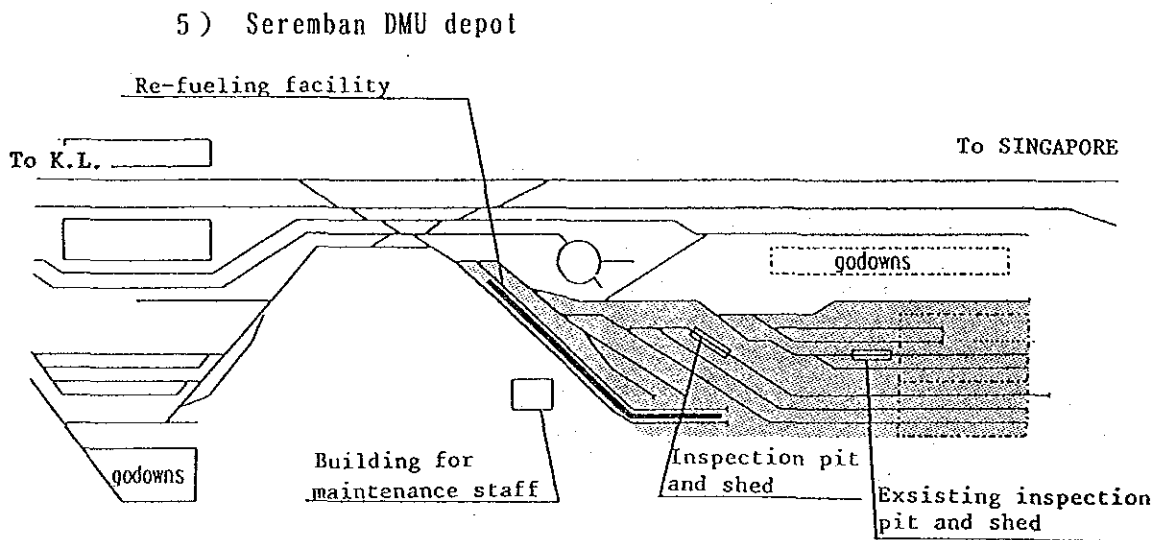 5) Seremban DMU depot
Re-fueling facility
To K.L.
To SINGAPORE
godowns
godowns
Building for
maintenance staff
Inspection pit
and shed
Exsisting inspection
pit and shed